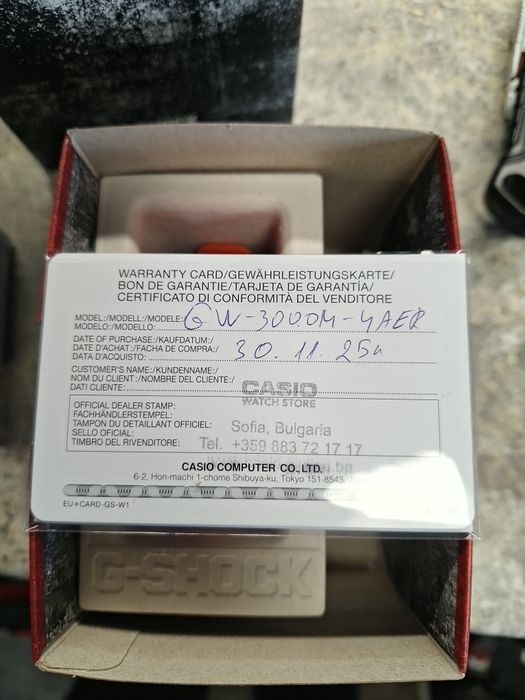 WARRANTY CARD/GEWÄHRLEISTUNGSKARTE/
BON DE GARANTIE/TARJETA DE GARANTÍA/
CERTIFICATO DI CONFORMITÀ DEL VENDITORE
MODEL:/MODELL:/MODELE:
MODELO:/MODELLO: GW-3000M-4AER
DATE OF PURCHASE:/KAUFDATUM:/
DATE D'ACHAT:/FACHA DE COMPRA:/
DATA D'ACQUISTO: 30.11.25
CUSTOMER'S NAME:/KUNDENNAME:/
NOM DU CLIENT:/NOMBRE DEL CLIENTE:/
DATI CLIENTE:
CASIO
WATCH STORE
OFFICIAL DEALER STAMP:
FACHHÄNDLERSTEMPEL:
TAMPON DU DETAILLANT OFFICIEL:
SELLO OFICIAL:
TIMBRO DEL RIVENDITORE:
Sofia, Bulgaria
Tel. +359 883 72 17 17
CASIO COMPUTER CO.,LTD.
6-2, Hon-machi 1-chome Shibuya-ku, Tokyo 151-8543
EU*CARD-GS-W1
G-SHOCK